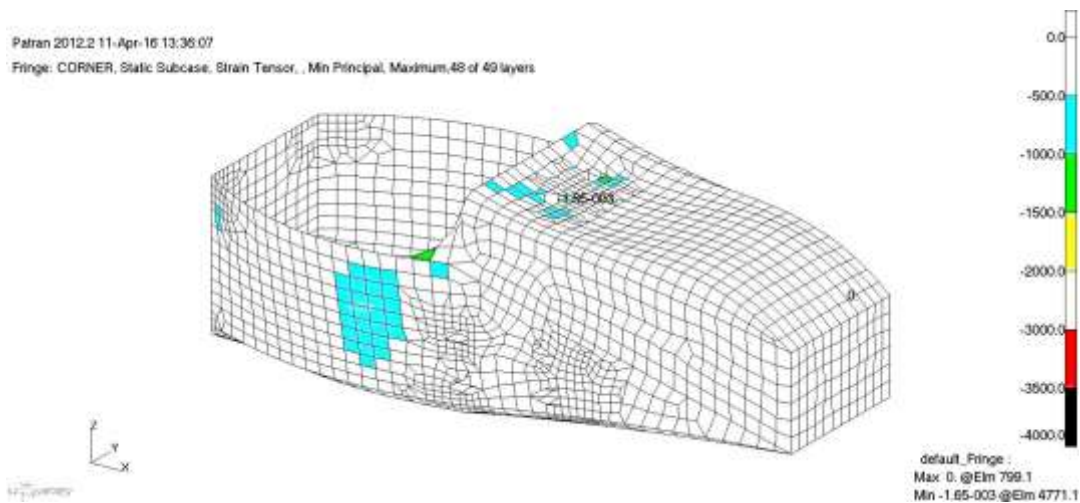 Patran 2012.2 11-Apr-16 13:36:07
Fringe: CORNER, Static Subcase, Strain Tensor, , Min Principal, Maximum,48 of 49 layers
0.0
-500.0
-1000.0
-1500.0
-2000.0
-3000.0
-3500.0
-4000.0
-1.65-003
0.
Z
Y
X
default_Fringe :
Max 0. @Elm 799.1
Min -1.65-003 @Elm 4771.1